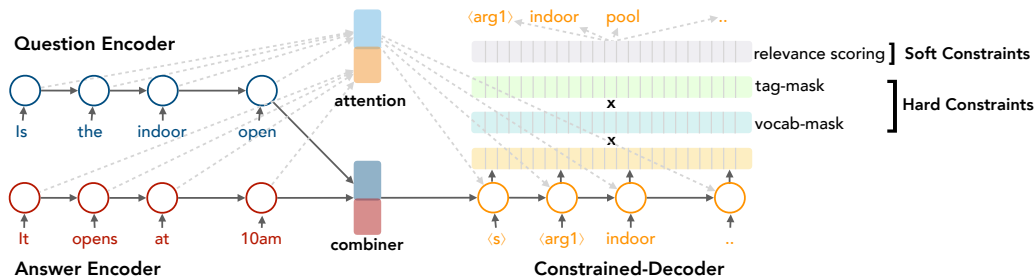 ⟨arg1⟩ indoor pool ..
Question Encoder
relevance scoring
Soft Constraints
tag-mask
attention
x
Hard Constraints
vocab-mask
Is the indoor open
x
It opens at 10am
combiner
⟨s⟩ ⟨arg1⟩ indoor ..
Answer Encoder
Constrained-Decoder